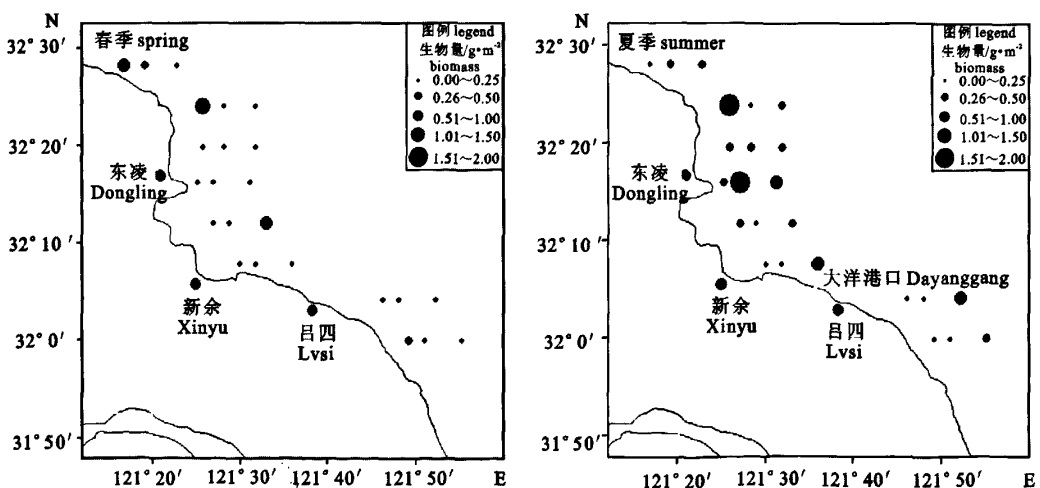 N
32° 30′
32° 20′
32° 10′
32° 0′
31° 50′
春季 spring
图例 legend
生物量/g•m⁻²
biomass
0.00～0.25
0.26～0.50
0.51～1.00
1.01～1.50
1.51～2.00
东凌
Dongling
新余
Xinyu
吕四
Lvsi
121° 20′ 121° 30′ 121° 40′ 121° 50′ E
N
32° 30′
32° 20′
32° 10′
32° 0′
31° 50′
夏季 summer
图例 legend
生物量/g•m⁻²
biomass
0.00～0.25
0.26～0.50
0.51～1.00
1.01～1.50
1.51～2.00
东凌
Dongling
大洋港口 Dayanggang
新余
Xinyu
吕四
Lvsi
121° 20′ 121° 30′ 121° 40′ 121° 50′ E